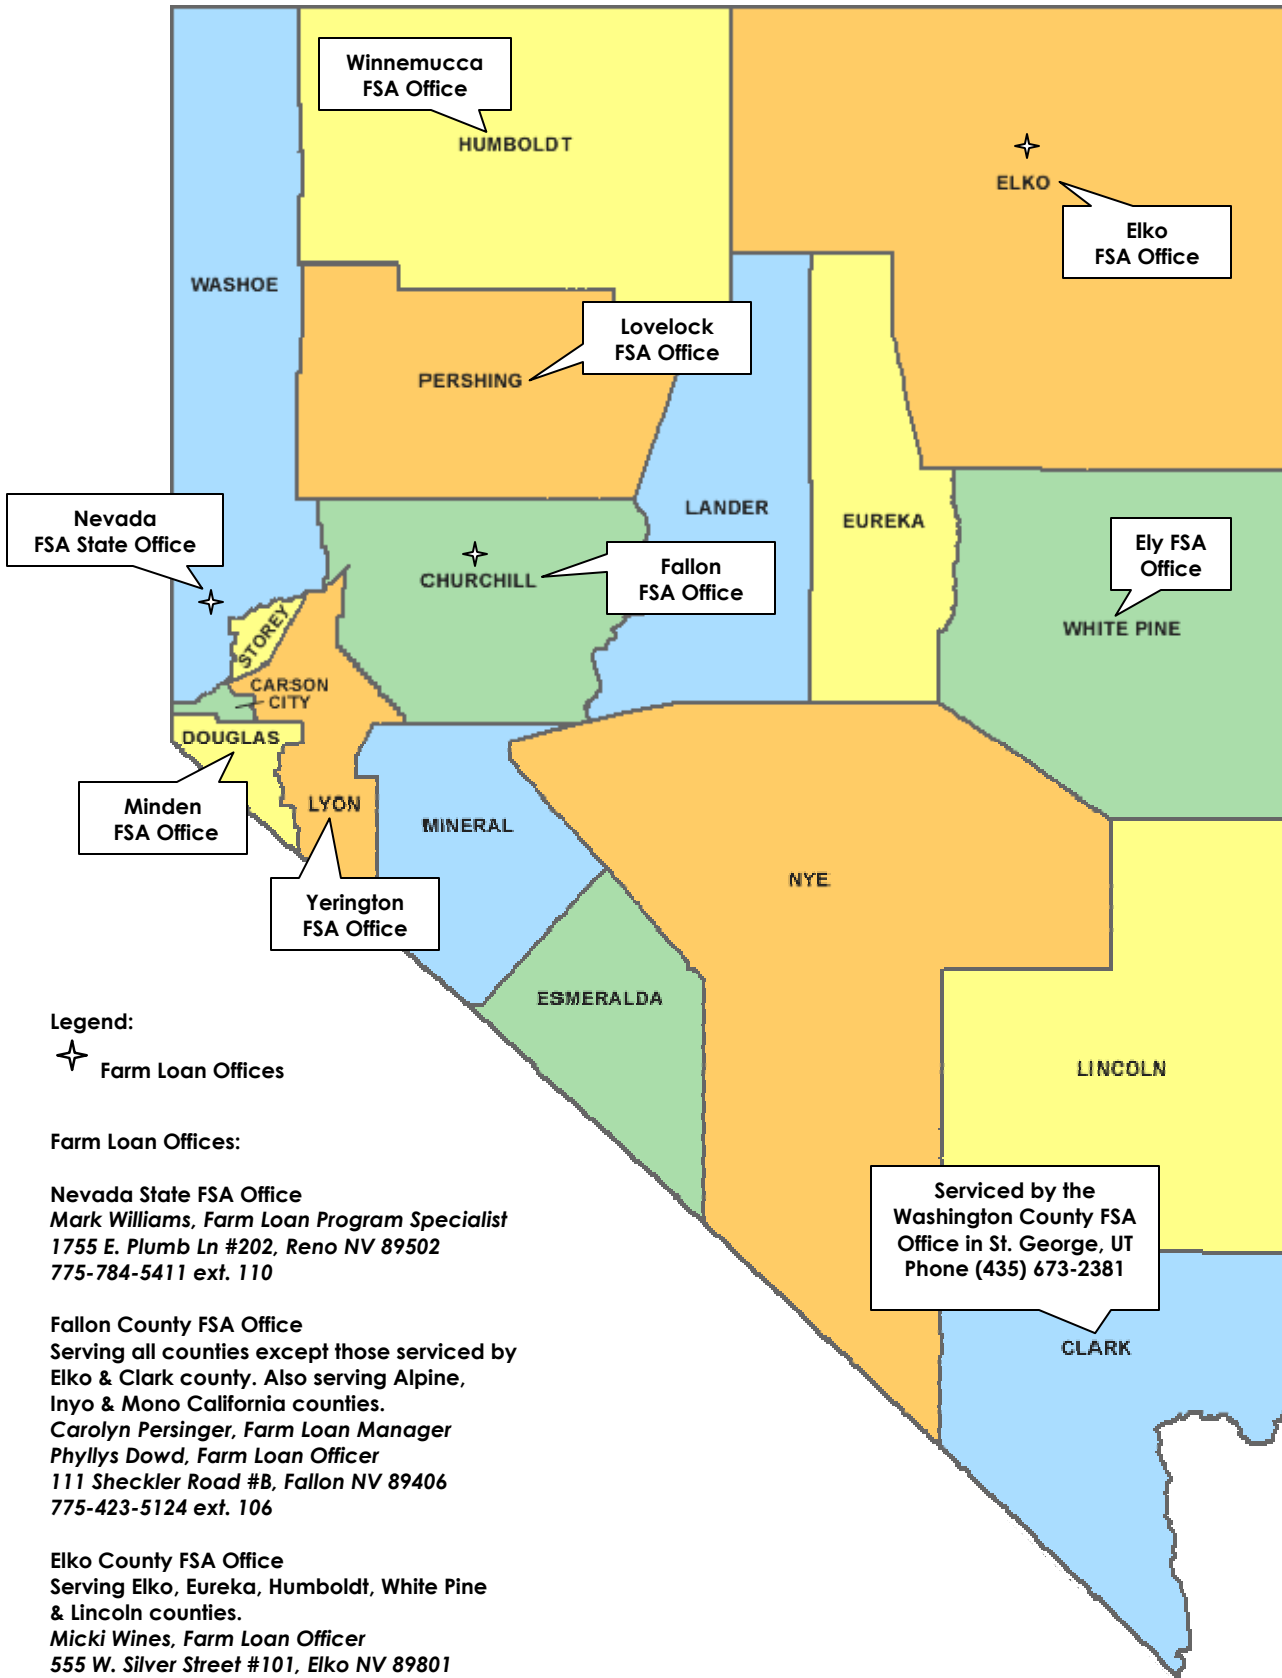 Winnemucca
FSA Office
HUMBOLDT
ELKO
Elko
FSA Office
WASHOE
Lovelock
FSA Office
PERSHING
Nevada
FSA State Office
LANDER
EUREKA
Ely FSA
Office
CHURCHILL
Fallon
FSA Office
WHITE PINE
STOREY
CARSON
CITY
DOUGLAS
Minden
FSA Office
LYON
MINERAL
Yerington
FSA Office
NYE
ESMERALDA
LINCOLN
Serviced by the
Washington County FSA
Office in St. George, UT
Phone (435) 673-2381
CLARK
Legend:
Farm Loan Offices
Farm Loan Offices:
Nevada State FSA Office
Mark Williams, Farm Loan Program Specialist
1755 E. Plumb Ln #202, Reno NV 89502
775-784-5411 ext. 110
Fallon County FSA Office
Serving all counties except those serviced by
Elko & Clark county. Also serving Alpine,
Inyo & Mono California counties.
Carolyn Persinger, Farm Loan Manager
Phyllys Dowd, Farm Loan Officer
111 Sheckler Road #B, Fallon NV 89406
775-423-5124 ext. 106
Elko County FSA Office
Serving Elko, Eureka, Humboldt, White Pine
& Lincoln counties.
Micki Wines, Farm Loan Officer
555 W. Silver Street #101, Elko NV 89801